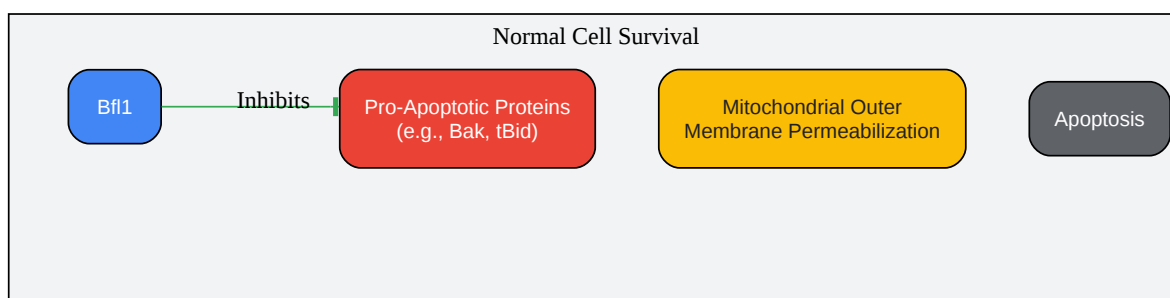 Normal Cell Survival
Bfl1
Inhibits
Pro-Apoptotic Proteins
(e.g., Bak, tBid)
Mitochondrial Outer
Membrane Permeabilization
Apoptosis